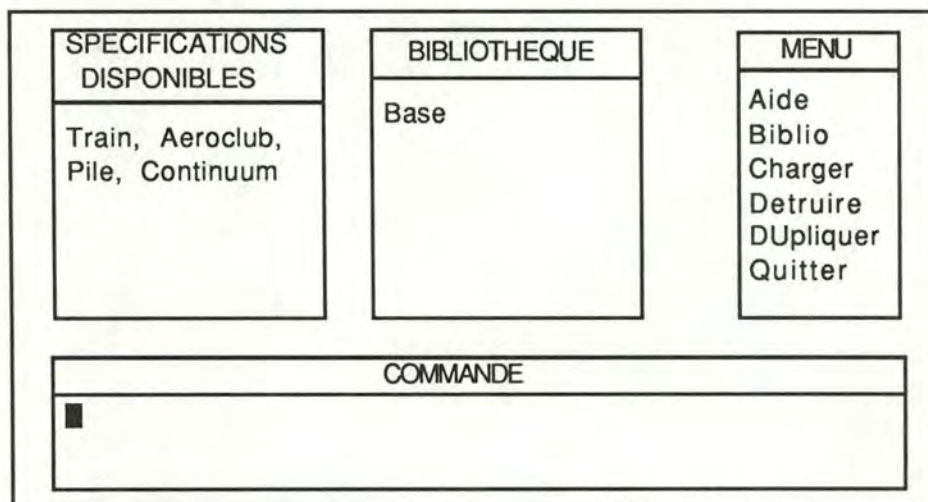 SPECIFICATIONS
DISPONIBLES
Train, Aeroclub,
Pile, Continuum
BIBLIOTHEQUE
Base
MENU
Aide
Biblio
Charger
Detruire
DUpliquer
Quitter
COMMANDE